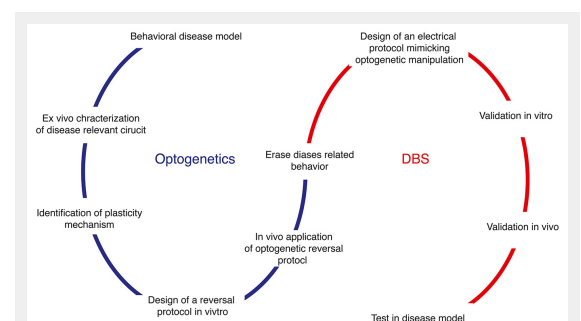 Behavioral disease model
Ex vivo chracterization
of disease relevant cirucit
Identification of plasticity
mechanism
Design of a reversal
protocol in vivtro
In vivo application
of optogenetic reversal
protocl
Erase diases related
behavior
Optogenetics
Design of an electrical
protocol mimicking
optogenetic manipulation
Validation in vitro
Validation in vivo
Test in disease model
DBS